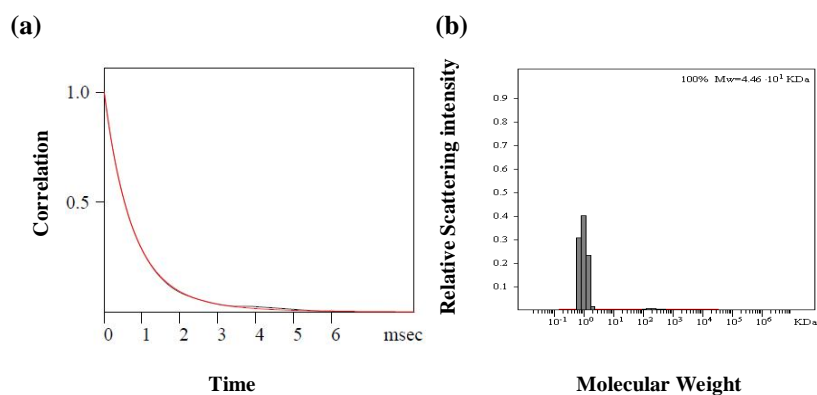 (a)
Correlation
1.0
0.5
0 1 2 3 4 5 6 msec
Time
(b)
Relative Scattering intensity
100% Mw=4.46 ·10¹ KDa
0.9
0.8
0.7
0.6
0.5
0.4
0.3
0.2
0.1
10⁻¹ 10⁰ 10¹ 10² 10³ 10⁴ 10⁵ 10⁶ KDa
Molecular Weight